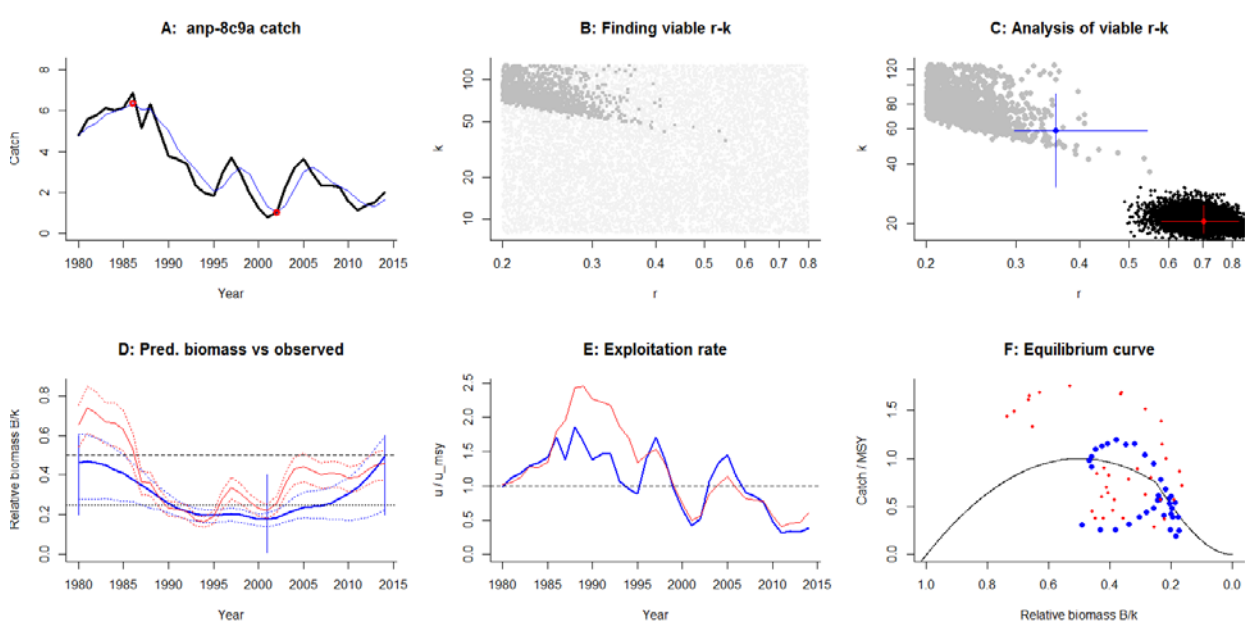 A: anp-8c9a catch
B: Finding viable r-k
C: Analysis of viable r-k
Catch
0 2 4 6 8
1980 1985 1990 1995 2000 2005 2010 2015
Year
k
10 20 50 100
0.2 0.3 0.4 0.5 0.6 0.7 0.8
r
k
20 40 60 80 120
0.2 0.3 0.4 0.5 0.6 0.7 0.8
r
D: Pred. biomass vs observed
E: Exploitation rate
F: Equilibrium curve
Relative biomass B/k
0.0 0.2 0.4 0.6 0.8
1980 1985 1990 1995 2000 2005 2010 2015
Year
u / u_msy
0.0 0.5 1.0 1.5 2.0 2.5
1980 1985 1990 1995 2000 2005 2010 2015
Year
Catch / MSY
0.0 0.5 1.0 1.5
1.0 0.8 0.6 0.4 0.2 0.0
Relative biomass B/k